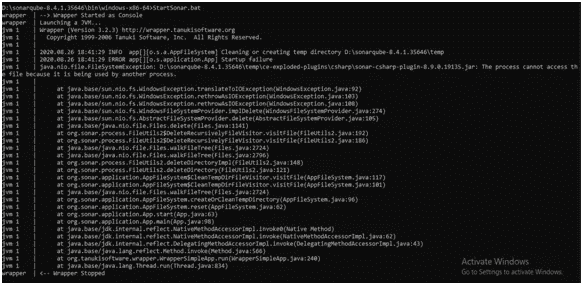 D:\sonarqube-8.4.1.35646\bin\windows-x86-64>StartSonar.bat
wrapper | --> Wrapper Started as Console
wrapper | Launching a JVM...
jvm 1 | Wrapper (Version 3.2.3) http://wrapper.tanukisoftware.org
jvm 1 | Copyright 1999-2006 Tanuki Software, Inc. All Rights Reserved.
jvm 1 |
jvm 1 | 2020.08.26 18:41:29 INFO app[][o.s.a.AppFileSystem] Cleaning or creating temp directory D:\sonarqube-8.4.1.35646\temp
jvm 1 | 2020.08.26 18:41:29 ERROR app[][o.s.application.App] Startup failure
jvm 1 | java.nio.file.FileSystemException: D:\sonarqube-8.4.1.35646\temp\ce-exploded-plugins\csharp\sonar-csharp-plugin-8.9.0.19135.jar: The process cannot access th
e file because it is being used by another process.
jvm 1 |
jvm 1 | at java.base/sun.nio.fs.WindowsException.translateToIOException(WindowsException.java:92)
jvm 1 | at java.base/sun.nio.fs.WindowsException.rethrowAsIOException(WindowsException.java:103)
jvm 1 | at java.base/sun.nio.fs.WindowsException.rethrowAsIOException(WindowsException.java:108)
jvm 1 | at java.base/sun.nio.fs.WindowsFileSystemProvider.implDelete(WindowsFileSystemProvider.java:274)
jvm 1 | at java.base/sun.nio.fs.AbstractFileSystemProvider.delete(AbstractFileSystemProvider.java:105)
jvm 1 | at java.base/java.nio.file.Files.delete(Files.java:1141)
jvm 1 | at org.sonar.process.FileUtils2$DeleteRecursivelyFileVisitor.visitFile(FileUtils2.java:192)
jvm 1 | at org.sonar.process.FileUtils2$DeleteRecursivelyFileVisitor.visitFile(FileUtils2.java:186)
jvm 1 | at java.base/java.nio.file.Files.walkFileTree(Files.java:2724)
jvm 1 | at java.base/java.nio.file.Files.walkFileTree(Files.java:2796)
jvm 1 | at org.sonar.process.FileUtils2.deleteDirectoryImpl(FileUtils2.java:148)
jvm 1 | at org.sonar.process.FileUtils2.deleteDirectory(FileUtils2.java:121)
jvm 1 | at org.sonar.application.AppFileSystem$CleanTempDirFileVisitor.visitFile(AppFileSystem.java:117)
jvm 1 | at org.sonar.application.AppFileSystem$CleanTempDirFileVisitor.visitFile(AppFileSystem.java:101)
jvm 1 | at java.base/java.nio.file.Files.walkFileTree(Files.java:2724)
jvm 1 | at org.sonar.application.AppFileSystem.createOrCleanTempDirectory(AppFileSystem.java:96)
jvm 1 | at org.sonar.application.AppFileSystem.reset(AppFileSystem.java:62)
jvm 1 | at org.sonar.application.App.start(App.java:63)
jvm 1 | at org.sonar.application.App.main(App.java:98)
jvm 1 | at java.base/jdk.internal.reflect.NativeMethodAccessorImpl.invoke0(Native Method)
jvm 1 | at java.base/jdk.internal.reflect.NativeMethodAccessorImpl.invoke(NativeMethodAccessorImpl.java:62)
jvm 1 | at java.base/jdk.internal.reflect.DelegatingMethodAccessorImpl.invoke(DelegatingMethodAccessorImpl.java:43)
jvm 1 | at java.base/java.lang.reflect.Method.invoke(Method.java:566)
jvm 1 | at org.tanukisoftware.wrapper.WrapperSimpleApp.run(WrapperSimpleApp.java:240)
jvm 1 | at java.base/java.lang.Thread.run(Thread.java:834)
wrapper | <-- Wrapper Stopped
Activate Windows
Go to Settings to activate Windows.